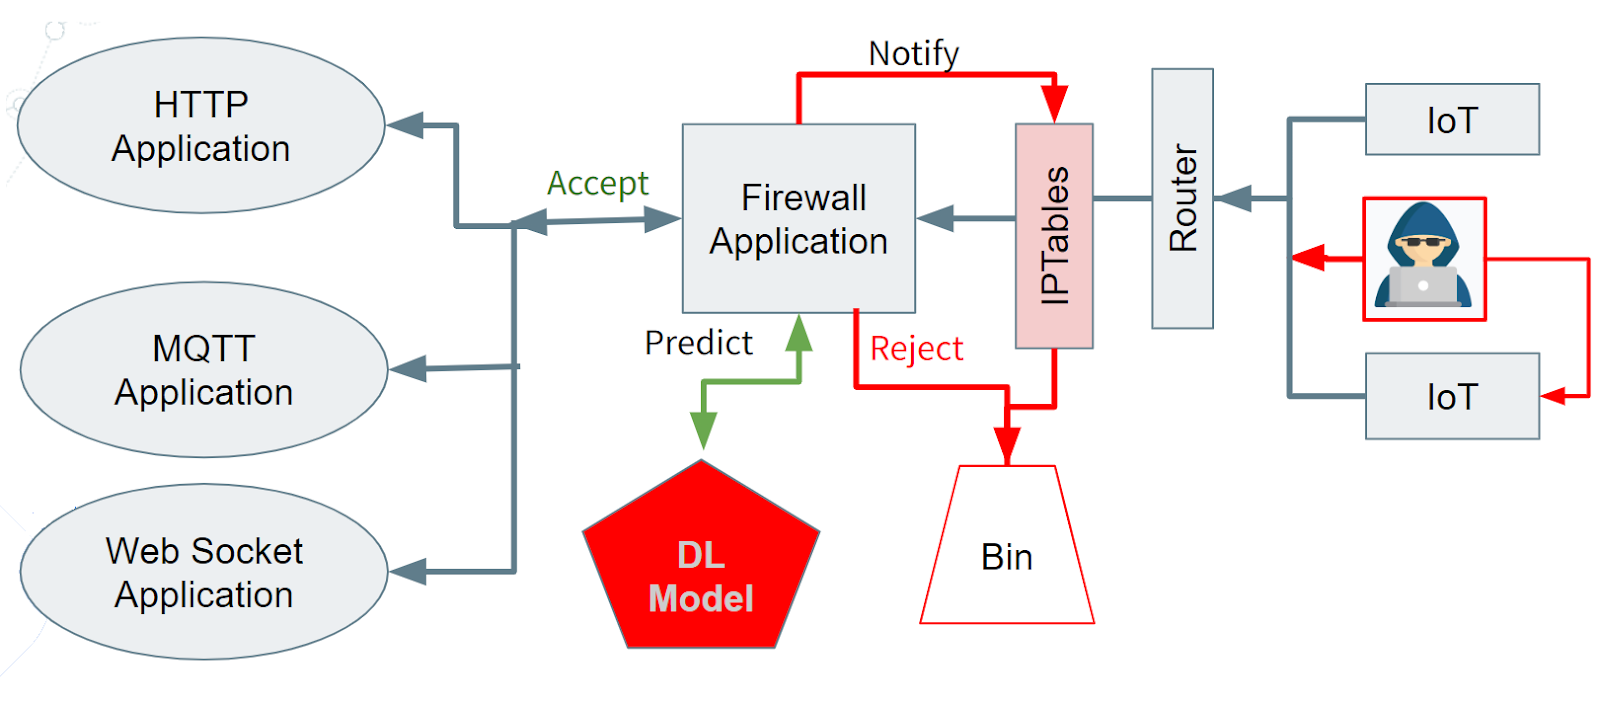 Notify
HTTP
Application
Accept
Firewall
Application
IPTables
Router
IoT
MQTT
Application
Predict
Reject
IoT
Web Socket
Application
DL
Model
Bin